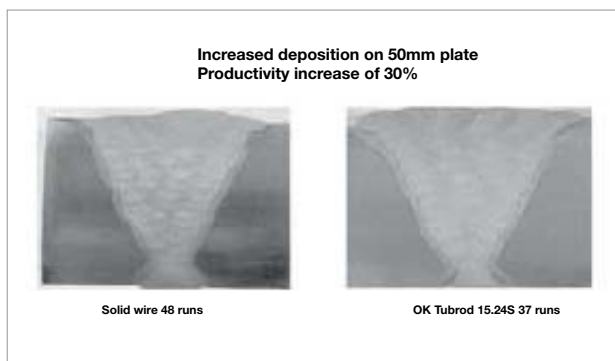 Increased deposition on 50mm plate
Productivity increase of 30%
Solid wire 48 runs
OK Tubrod 15.24S 37 runs